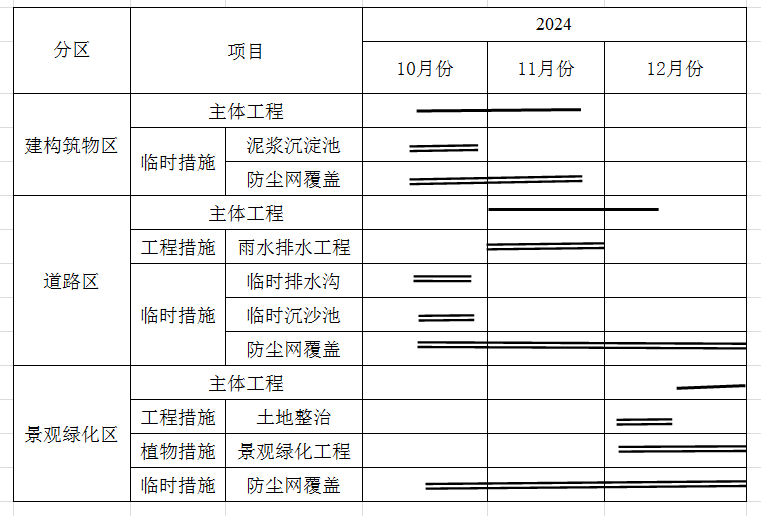 分区
项目
2024
10月份
11月份
12月份
建构筑物区
主体工程
临时措施
泥浆沉淀池
防尘网覆盖
道路区
主体工程
工程措施
雨水排水工程
临时措施
临时排水沟
临时沉沙池
防尘网覆盖
景观绿化区
主体工程
工程措施
土地整治
植物措施
景观绿化工程
临时措施
防尘网覆盖